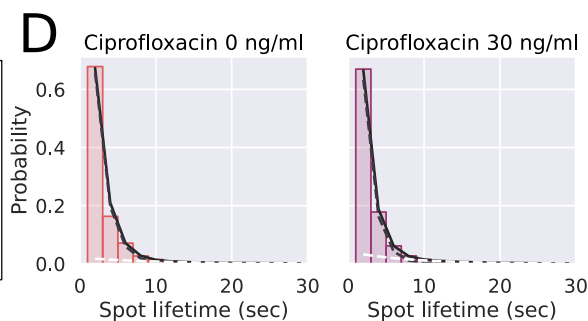 D
Ciprofloxacin 0 ng/ml
Ciprofloxacin 30 ng/ml
Probability
0.6
0.4
0.2
0.0
0 10 20 30
0 10 20 30
Spot lifetime (sec)
Spot lifetime (sec)